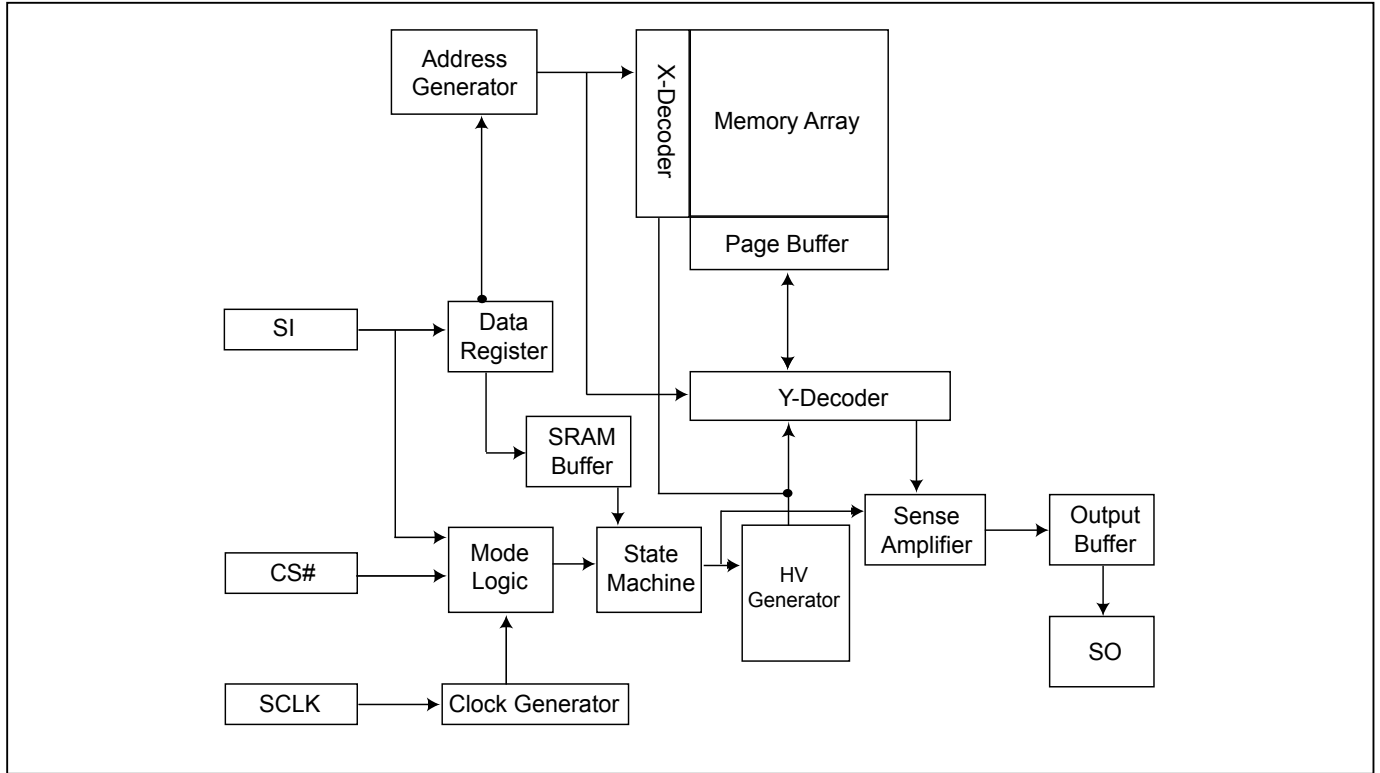 Address
Generator
X-Decoder
Memory Array
Page Buffer
SI
Data
Register
Y-Decoder
SRAM
Buffer
Sense
Amplifier
Output
Buffer
CS#
Mode
Logic
State
Machine
HV
Generator
SO
SCLK
Clock Generator